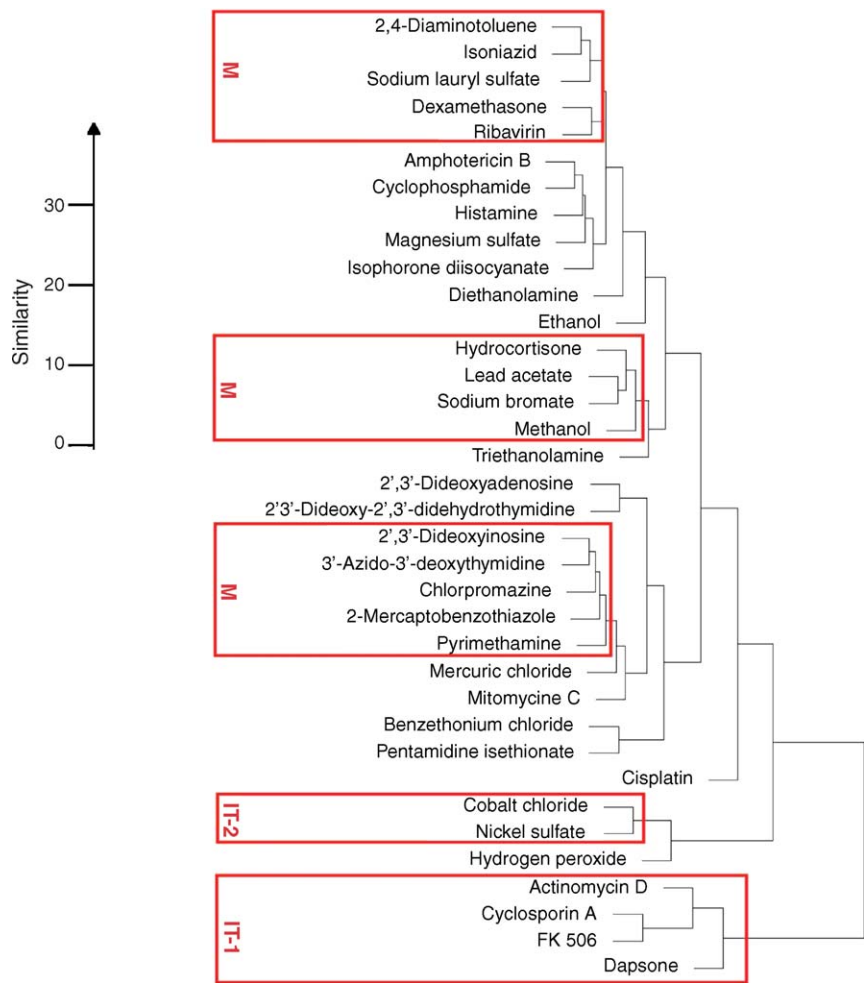 2,4-Diaminotoluene
Isoniazid
Sodium lauryl sulfate
Dexamethasone
Ribavirin
M
Amphotericin B
Cyclophosphamide
Histamine
Magnesium sulfate
Isophorone diisocyanate
Diethanolamine
Ethanol
Hydrocortisone
Lead acetate
Sodium bromate
Methanol
M
Triethanolamine
2',3'-Dideoxyadenosine
2'3'-Dideoxy-2',3'-didehydrothymidine
2',3'-Dideoxyinosine
3'-Azido-3'-deoxythymidine
Chlorpromazine
2-Mercaptobenzothiazole
Pyrimethamine
M
Mercuric chloride
Mitomycine C
Benzethonium chloride
Pentamidine isethionate
Cisplatin
Cobalt chloride
Nickel sulfate
IT-2
Hydrogen peroxide
Actinomycin D
Cyclosporin A
FK 506
Dapsone
IT-1
Similarity
30
20
10
0